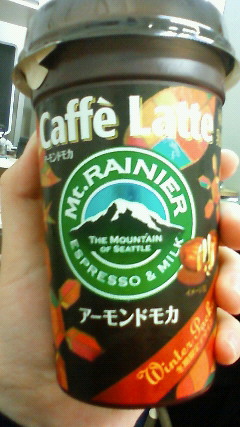 Caffè Latte
アーモンドモカ
Mt. RAINIER
THE MOUNTAIN
OF SEATTLE
ESPRESSO & MILK
アーモンドモカ
Winter